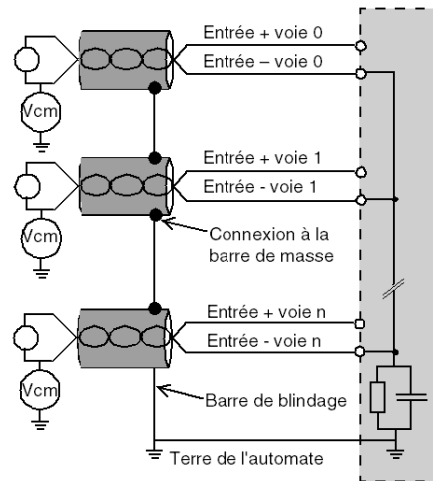 Entrée + voie 0
Entrée – voie 0
Vcm
Entrée + voie 1
Entrée - voie 1
Vcm
Connexion à la
barre de masse
Entrée + voie n
Entrée - voie n
Vcm
Barre de blindage
Terre de l'automate